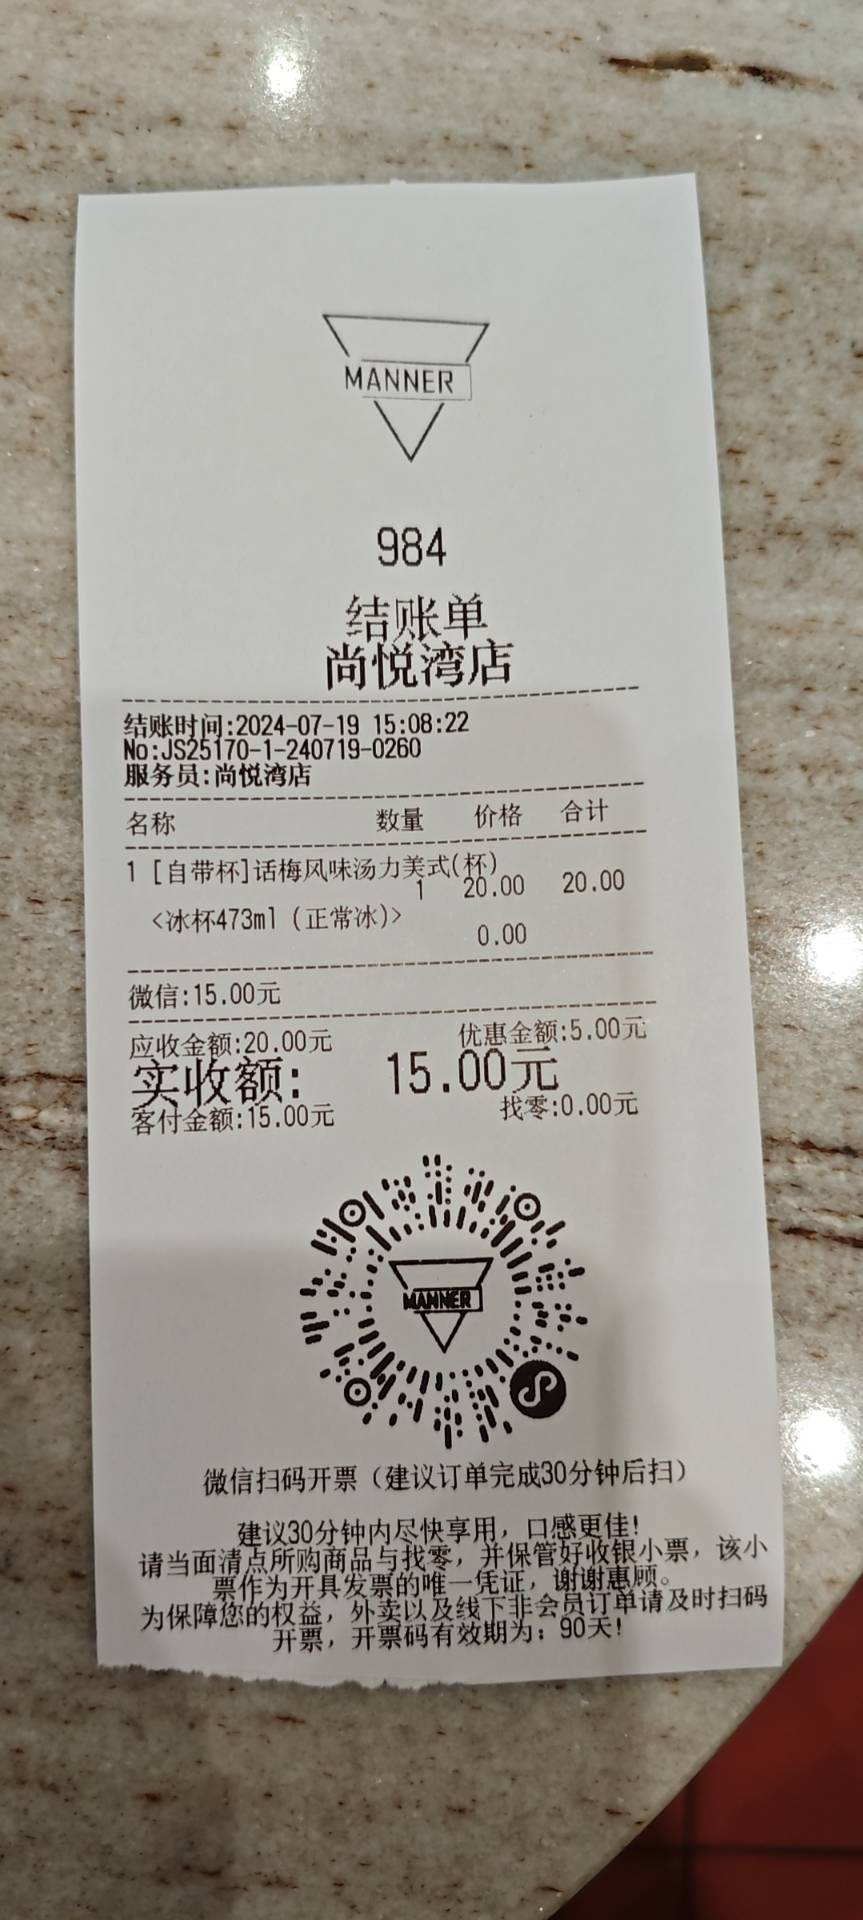 MANNER
984
结账单
尚悦湾店
结账时间:2024-07-19 15:08:22
No:JS25170-1-240719-0260
服务员:尚悦湾店
名称 数量 价格 合计
1 [自带杯]话梅风味汤力美式(杯)
1 20.00 20.00
<冰杯473ml (正常冰)>
0.00
微信:15.00元
应收金额:20.00元 优惠金额:5.00元
实收额: 15.00元
客付金额:15.00元 找零:0.00元
MANNER
微信扫码开票（建议订单完成30分钟后扫）
建议30分钟内尽快享用，口感更佳!
请当面清点所购商品与找零，并保管好收银小票，该小
票作为开具发票的唯一凭证，谢谢惠顾。
为保障您的权益，外卖以及线下非会员订单请及时扫码
开票，开票码有效期为：90天!